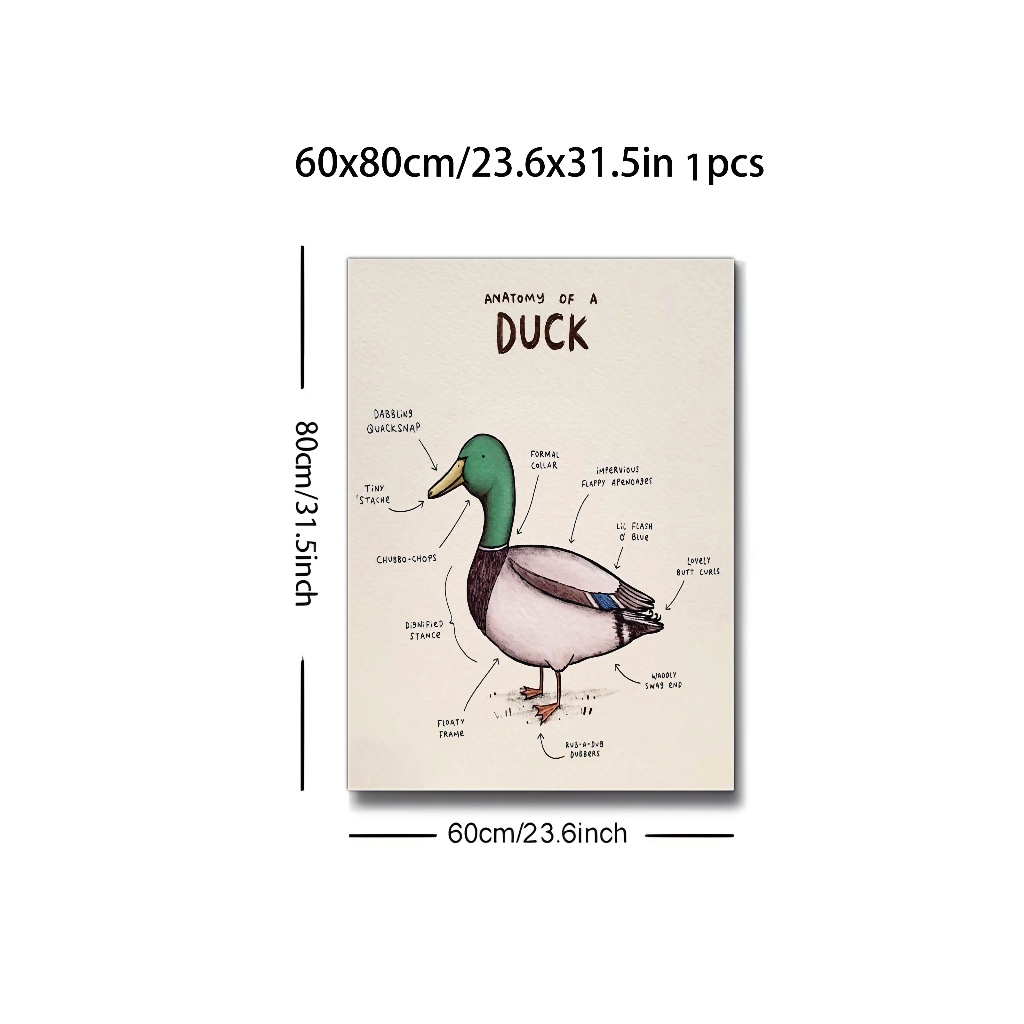 60x80cm/23.6x31.5in 1pcs
ANATOMY OF A
DUCK
DABBLING
QUACKSNAP
FORMAL
COLLAR
IMPERVIOUS
FLAPPY APENDAGES
TINY
'STACHE
LIL FLASH
O' BLUE
CHUBBO-CHOPS
LOVELY
BUTT CURLS
DIGNIFIED
STANCE
WADDLY
SWAG END
FLOATY
FRAME
RUB-A-DUB
DUBBERS
80cm/31.5inch
60cm/23.6inch